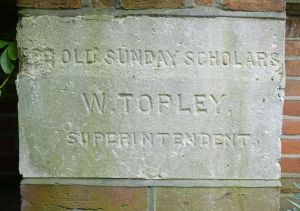 OLD SUNDAY SCHOLARS
W. TOPLEY.
SUPERINTENDENT